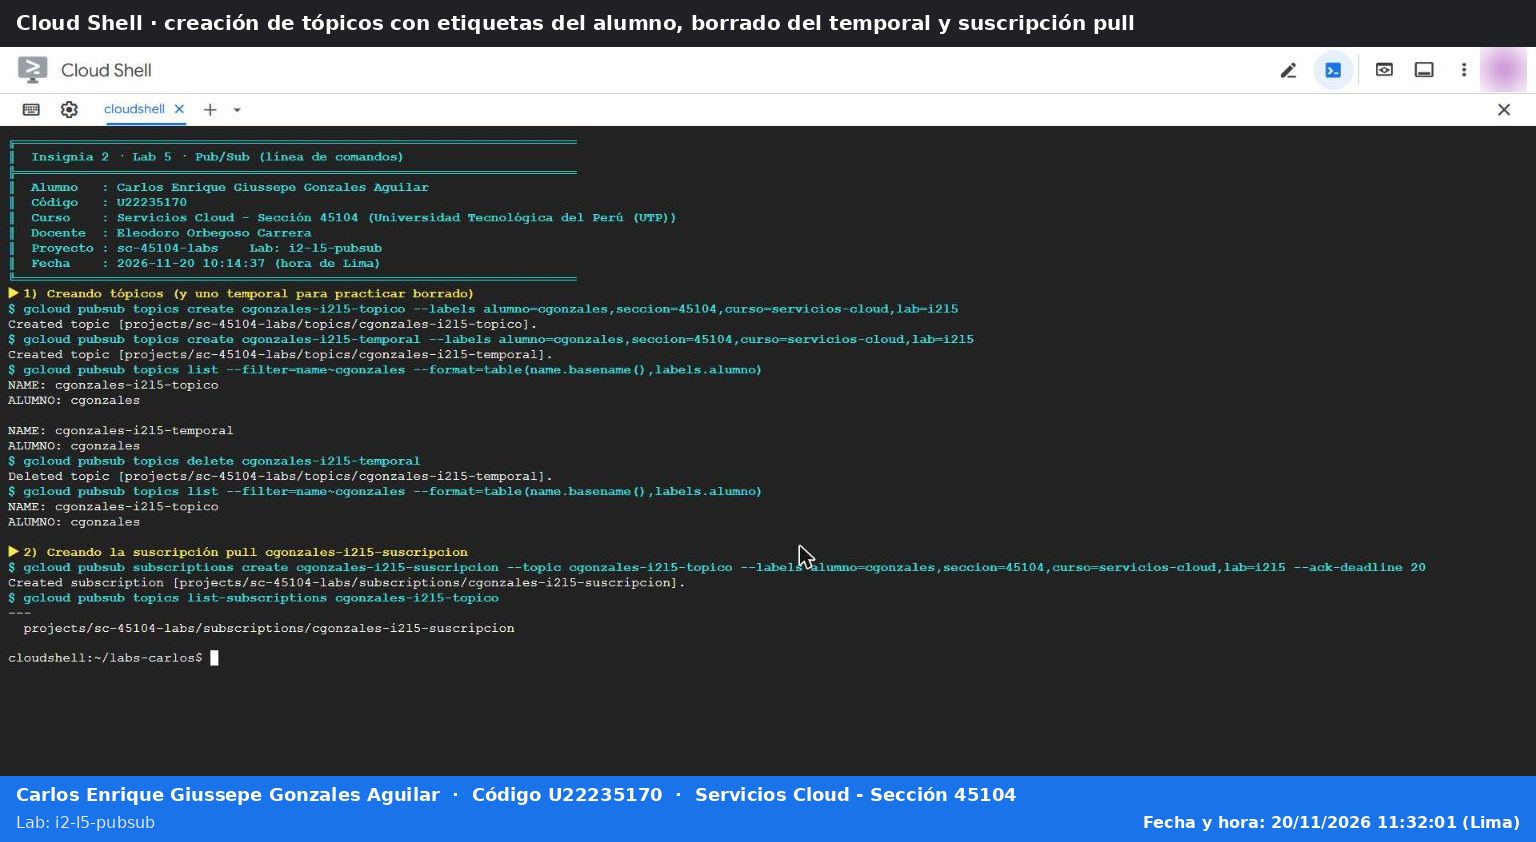 Cloud Shell · creación de tópicos con etiquetas del alumno, borrado del temporal y suscripción pull
Cloud Shell
cloudshell
Insignia 2 · Lab 5 · Pub/Sub (línea de comandos)
Alumno : Carlos Enrique Giussepe Gonzales Aguilar
Código : U22235170
Curso : Servicios Cloud - Sección 45104 (Universidad Tecnológica del Perú (UTP))
Docente : Eleodoro Orbegoso Carrera
Proyecto : sc-45104-labs Lab: i2-l5-pubsub
Fecha : 2026-11-20 10:14:37 (hora de Lima)
▶ 1) Creando tópicos (y uno temporal para practicar borrado)
$ gcloud pubsub topics create cgonzales-i2l5-topico --labels alumno=cgonzales,seccion=45104,curso=servicios-cloud,lab=i2l5
Created topic [projects/sc-45104-labs/topics/cgonzales-i2l5-topico].
$ gcloud pubsub topics create cgonzales-i2l5-temporal --labels alumno=cgonzales,seccion=45104,curso=servicios-cloud,lab=i2l5
Created topic [projects/sc-45104-labs/topics/cgonzales-i2l5-temporal].
$ gcloud pubsub topics list --filter=name~cgonzales --format=table(name.basename(),labels.alumno)
NAME: cgonzales-i2l5-topico
ALUMNO: cgonzales
NAME: cgonzales-i2l5-temporal
ALUMNO: cgonzales
$ gcloud pubsub topics delete cgonzales-i2l5-temporal
Deleted topic [projects/sc-45104-labs/topics/cgonzales-i2l5-temporal].
$ gcloud pubsub topics list --filter=name~cgonzales --format=table(name.basename(),labels.alumno)
NAME: cgonzales-i2l5-topico
ALUMNO: cgonzales
▶ 2) Creando la suscripción pull cgonzales-i2l5-suscripcion
$ gcloud pubsub subscriptions create cgonzales-i2l5-suscripcion --topic cgonzales-i2l5-topico --labels alumno=cgonzales,seccion=45104,curso=servicios-cloud,lab=i2l5 --ack-deadline 20
Created subscription [projects/sc-45104-labs/subscriptions/cgonzales-i2l5-suscripcion].
$ gcloud pubsub topics list-subscriptions cgonzales-i2l5-topico
---
projects/sc-45104-labs/subscriptions/cgonzales-i2l5-suscripcion
cloudshell:~/labs-carlos$
Carlos Enrique Giussepe Gonzales Aguilar · Código U22235170 · Servicios Cloud - Sección 45104
Lab: i2-l5-pubsub
Fecha y hora: 20/11/2026 11:32:01 (Lima)